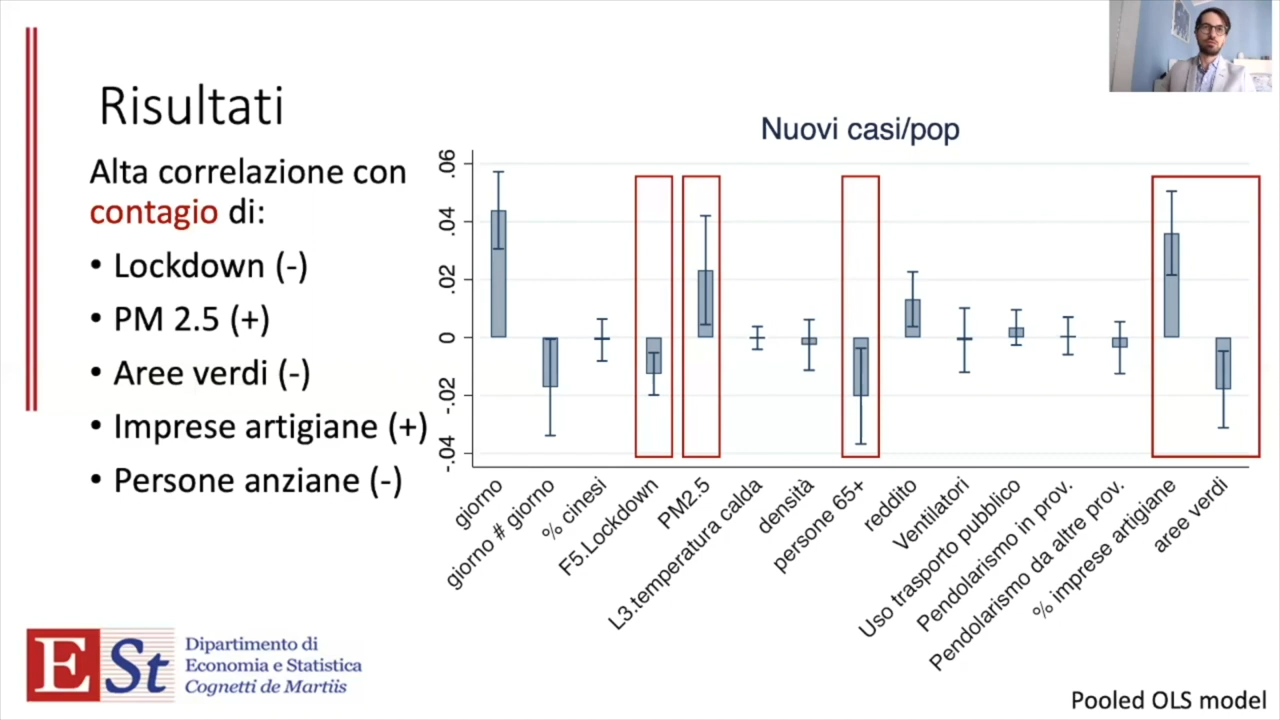 Risultati
Alta correlazione con
contagio di:
• Lockdown (-)
• PM 2.5 (+)
• Aree verdi (-)
• Imprese artigiane (+)
• Persone anziane (-)
Nuovi casi/pop
.06
.04
.02
0
-.02
-.04
giorno
giorno # giorno
% cinesi
F5.Lockdown
PM2.5
L3.temperatura calda
densità
persone 65+
reddito
Ventilatori
Uso trasporto pubblico
Pendolarismo in prov.
Pendolarismo da altre prov.
% imprese artigiane
aree verdi
ESt
Dipartimento di
Economia e Statistica
Cognetti de Martiis
Pooled OLS model